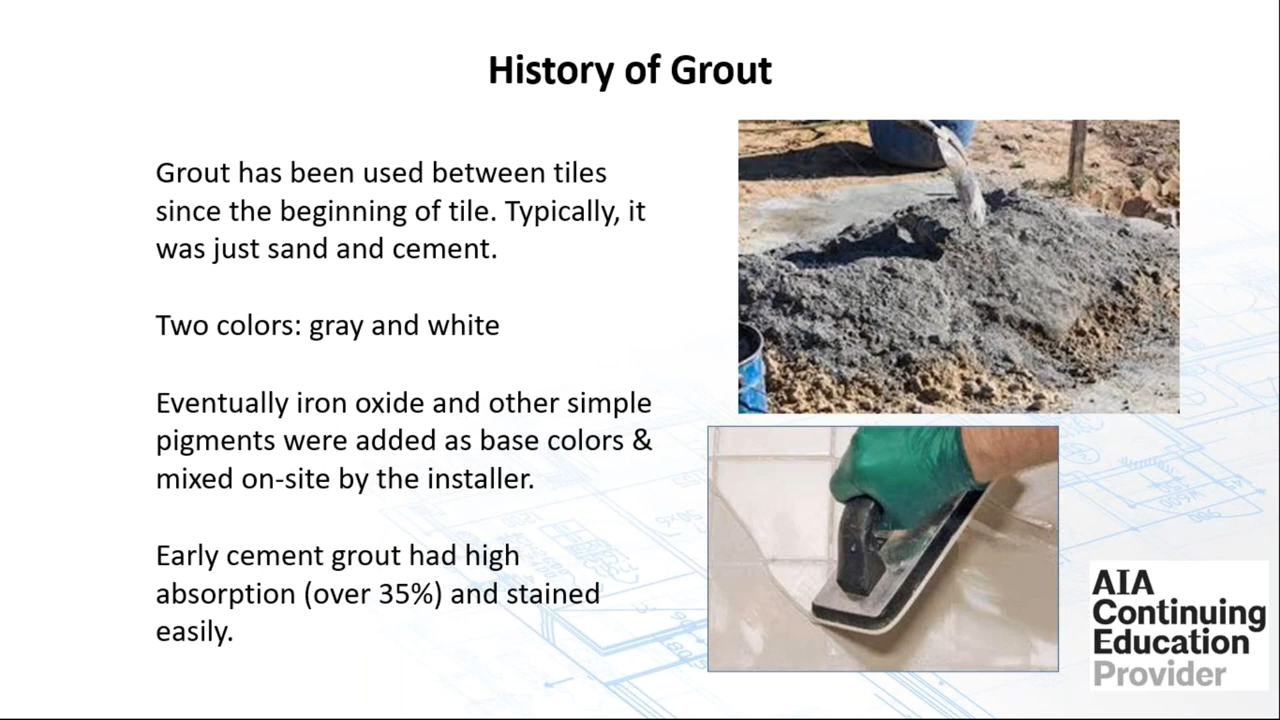 History of Grout
Grout has been used between tiles
since the beginning of tile. Typically, it
was just sand and cement.
Two colors: gray and white
Eventually iron oxide and other simple
pigments were added as base colors &
mixed on-site by the installer.
Early cement grout had high
absorption (over 35%) and stained
easily.
AIA
Continuing
Education
Provider